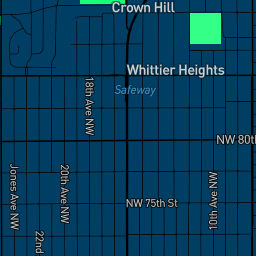 Crown Hill
Whittier Heights
Safeway
18th Ave NW
NW 80th
Jones Ave NW
20th Ave NW
NW 75th St
10th Ave NW
22nd